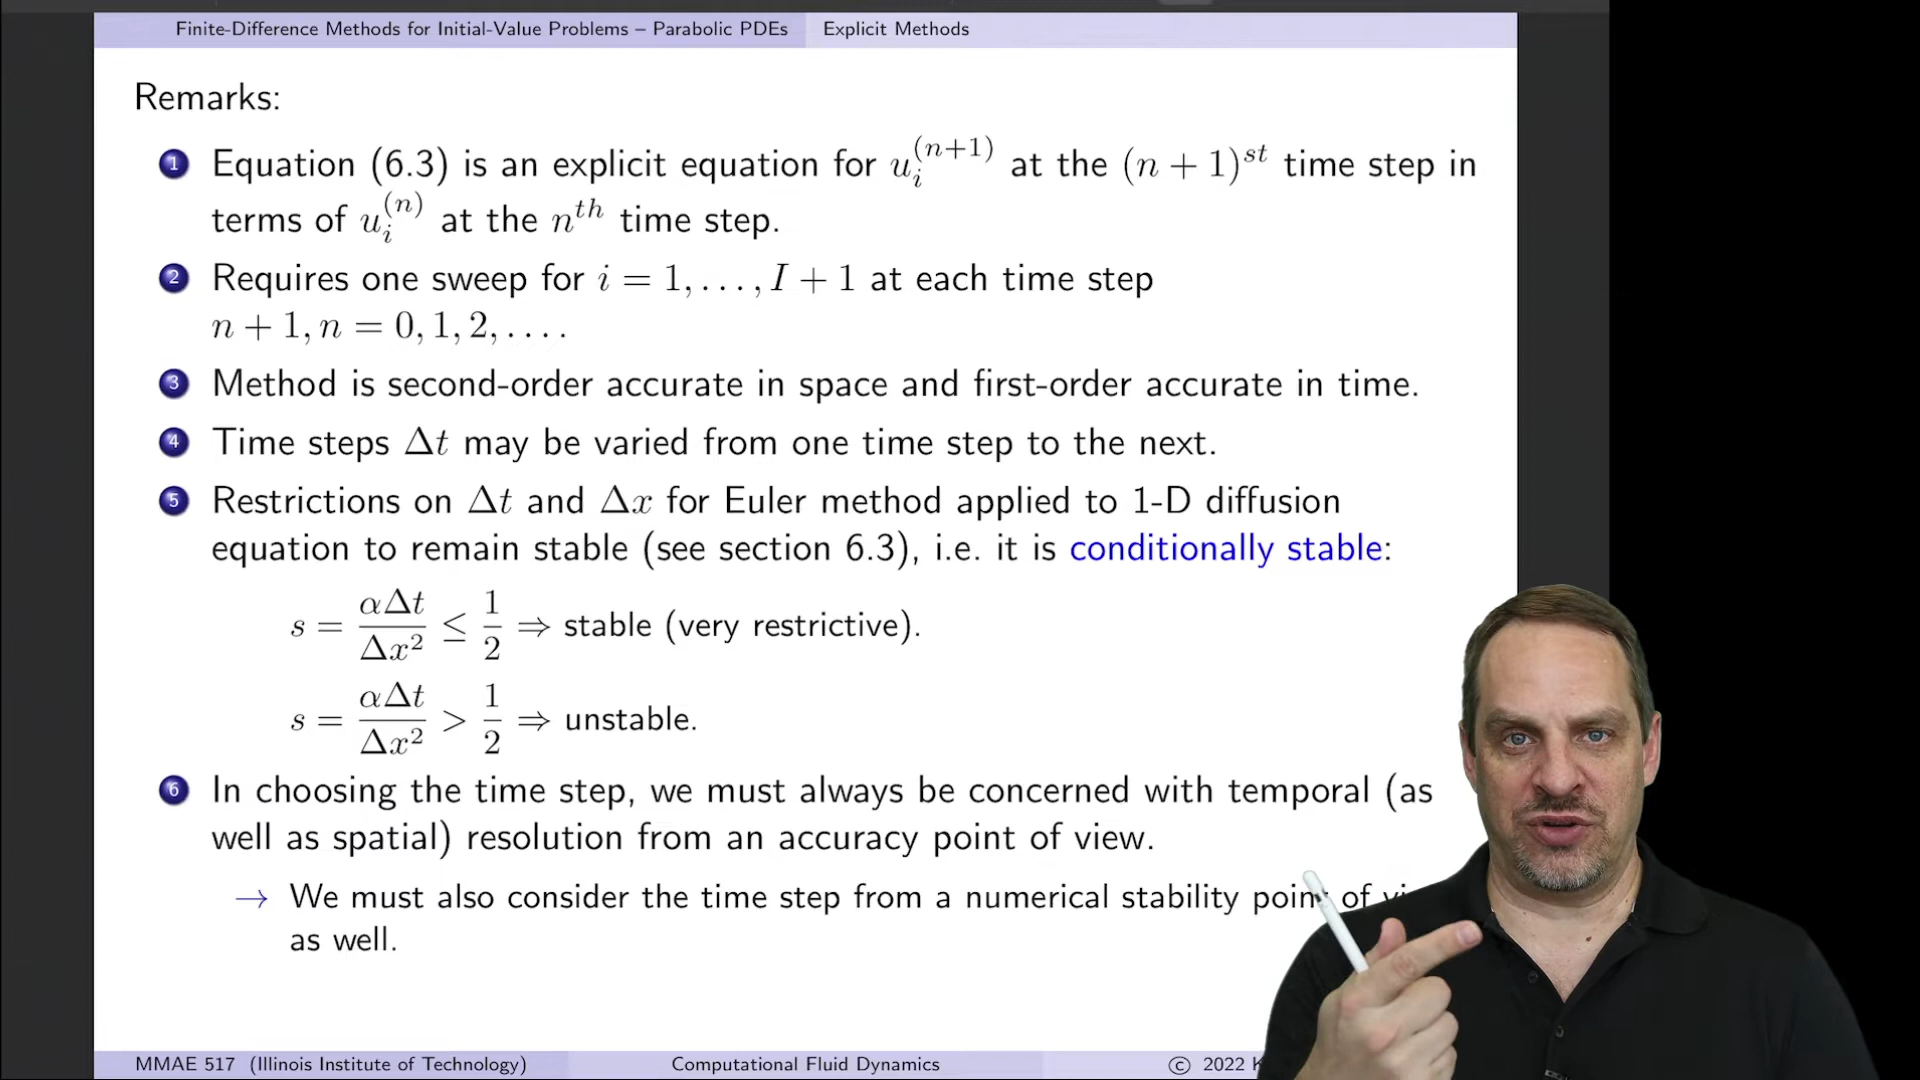 Finite-Difference Methods for Initial-Value Problems – Parabolic PDEs Explicit Methods
Remarks:
1 Equation (6.3) is an explicit equation for u_i^{(n+1)} at the (n + 1)^{st} time step in
terms of u_i^{(n)} at the n^{th} time step.
2 Requires one sweep for i = 1, . . . , I + 1 at each time step
n + 1, n = 0, 1, 2, . . . .
3 Method is second-order accurate in space and first-order accurate in time.
4 Time steps Δt may be varied from one time step to the next.
5 Restrictions on Δt and Δx for Euler method applied to 1-D diffusion
equation to remain stable (see section 6.3), i.e. it is conditionally stable:
s = αΔt/Δx² ≤ 1/2 ⇒ stable (very restrictive).
s = αΔt/Δx² > 1/2 ⇒ unstable.
6 In choosing the time step, we must always be concerned with temporal (as
well as spatial) resolution from an accuracy point of view.
→ We must also consider the time step from a numerical stability point of
as well.
MMAE 517 (Illinois Institute of Technology) Computational Fluid Dynamics © 2022